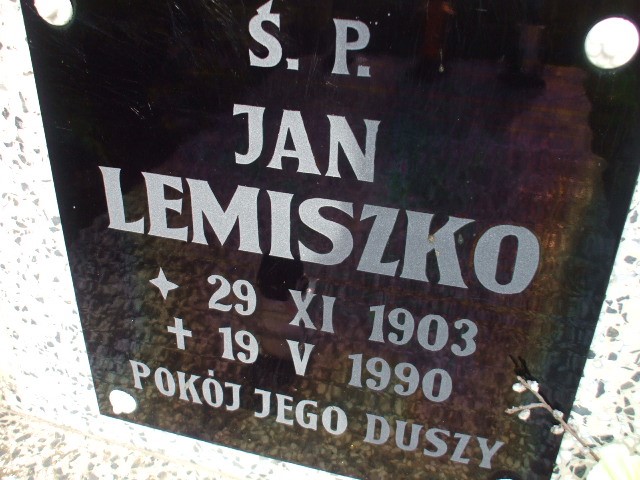 Ś. P.
JAN
LEMISZKO
29 XI 1903
19 V 1990
POKÓJ JEGO DUSZY